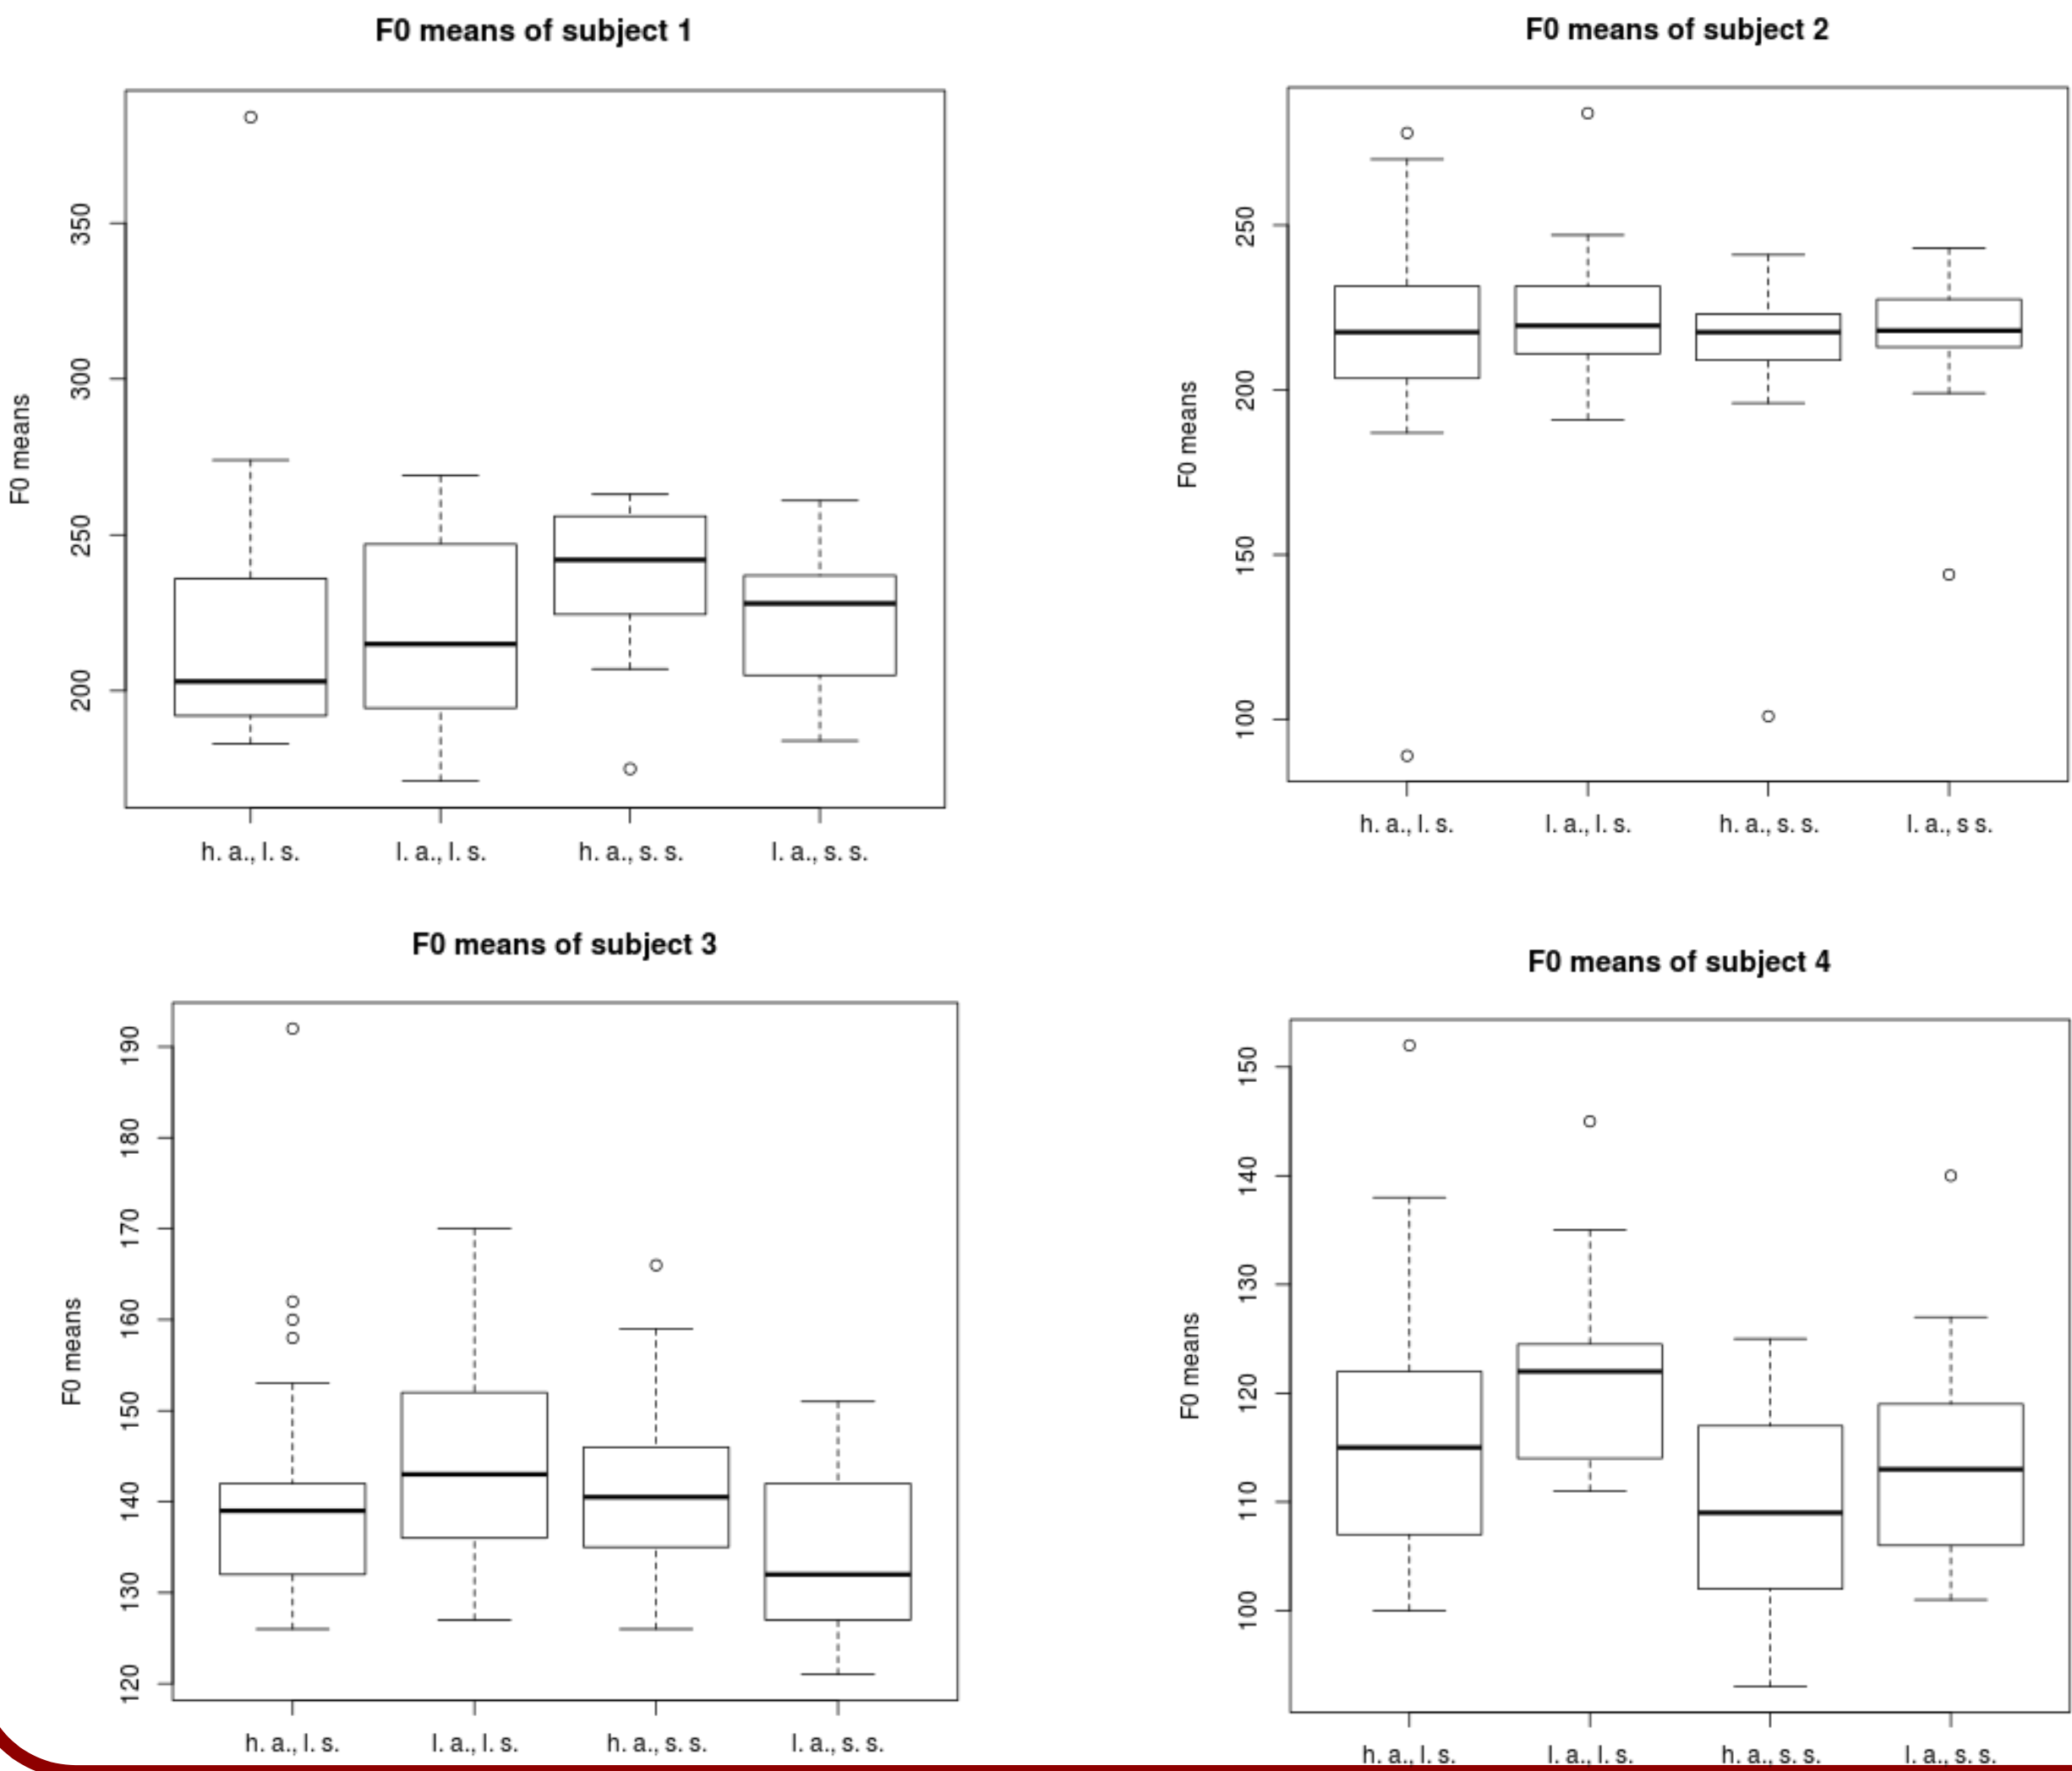 F0 means of subject 1
F0 means
350
300
250
200
h. a., l. s.
l. a., l. s.
h. a., s. s.
l. a., s. s.
F0 means of subject 2
F0 means
250
200
150
100
h. a., l. s.
l. a., l. s.
h. a., s. s.
l. a., s s.
F0 means of subject 3
F0 means
190
180
170
160
150
140
130
120
h. a., l. s.
l. a., l. s.
h. a., s. s.
l. a., s. s.
F0 means of subject 4
F0 means
150
140
130
120
110
100
h. a., l. s.
l. a., l. s.
h. a., s. s.
l. a., s. s.